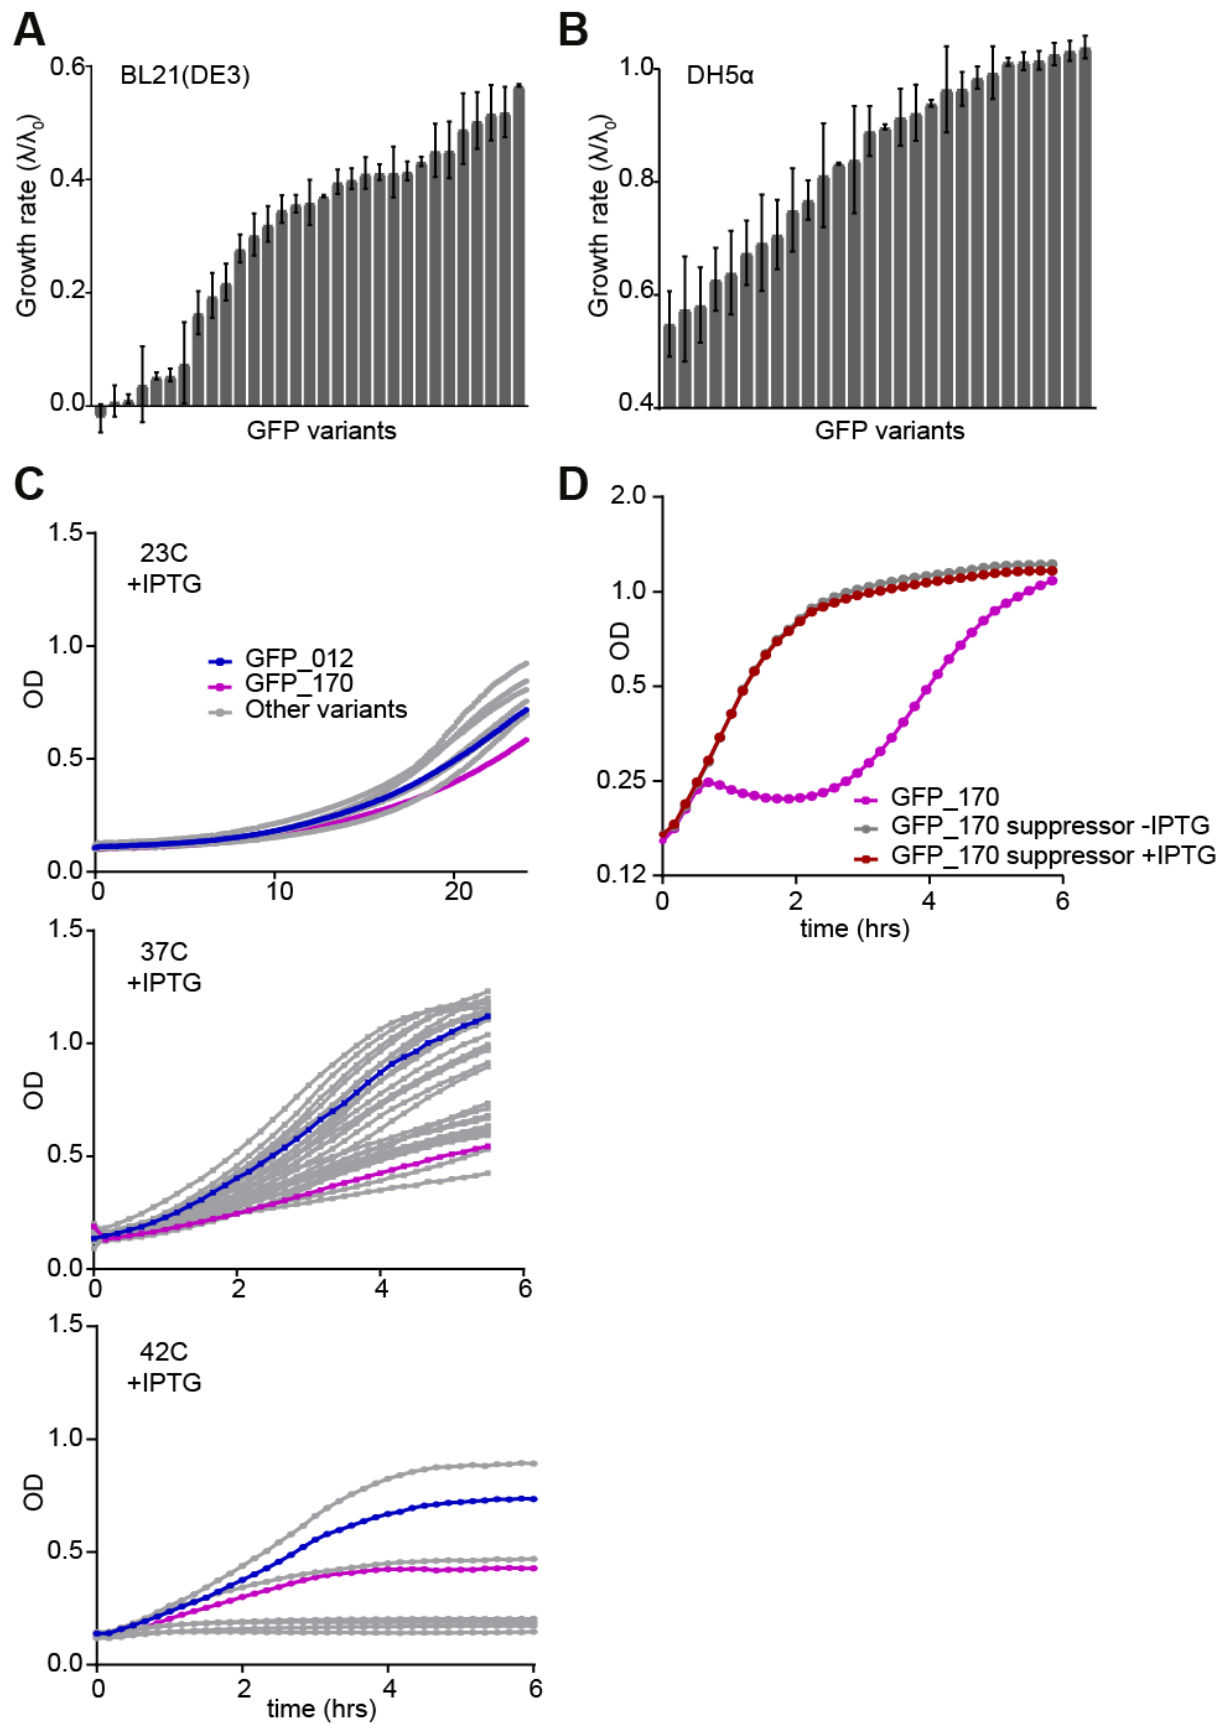 A
BL21(DE3)
Growth rate (λ/λ0)
0.6
0.4
0.2
0.0
GFP variants
B
DH5α
Growth rate (λ/λ0)
1.0
0.8
0.6
0.4
GFP variants
C
23C
+IPTG
OD
1.5
1.0
0.5
0.0
GFP_012
GFP_170
Other variants
0
10
20
D
OD
2.0
1.0
0.5
0.25
0.12
GFP_170
GFP_170 suppressor -IPTG
GFP_170 suppressor +IPTG
0
2
4
6
time (hrs)
37C
+IPTG
OD
1.5
1.0
0.5
0.0
0
2
4
6
42C
+IPTG
OD
1.5
1.0
0.5
0.0
0
2
4
6
time (hrs)